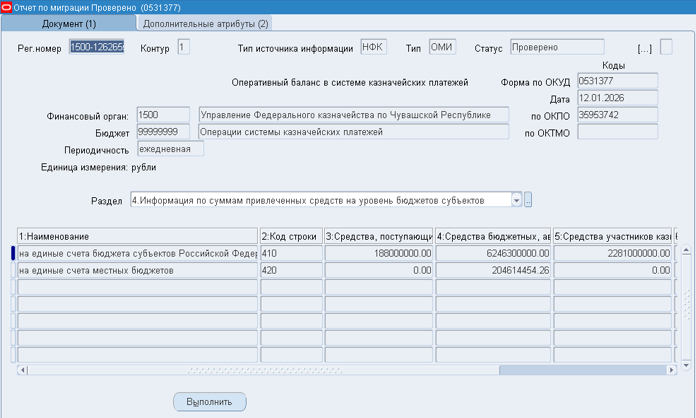 Отчет по миграции Проверено (0531377)
Документ (1) Дополнительные атрибуты (2)
Рег.номер 1500-126265 Контур 1 Тип источника информации НФК Тип ОМИ Статус Проверено [...]
Коды
Оперативный баланс в системе казначейских платежей Форма по ОКУД 0531377
Дата 12.01.2026
Финансовый орган: 1500 Управление Федерального казначейства по Чувашской Республике по ОКПО 35953742
Бюджет 99999999 Операции системы казначейских платежей по ОКТМО
Периодичность ежедневная
Единица измерения: рубли
Раздел 4.Информация по суммам привлеченных средств на уровень бюджетов субъектов ..
1:Наименование 2:Код строки 3:Средства, поступающи 4:Средства бюджетных, ав 5:Средства участников каз
на единые счета бюджета субъектов Российской Федер 410 188000000.00 6246300000.00 2281000000.00
на единые счета местных бюджетов 420 0.00 204614454.26 0.00
Выполнить